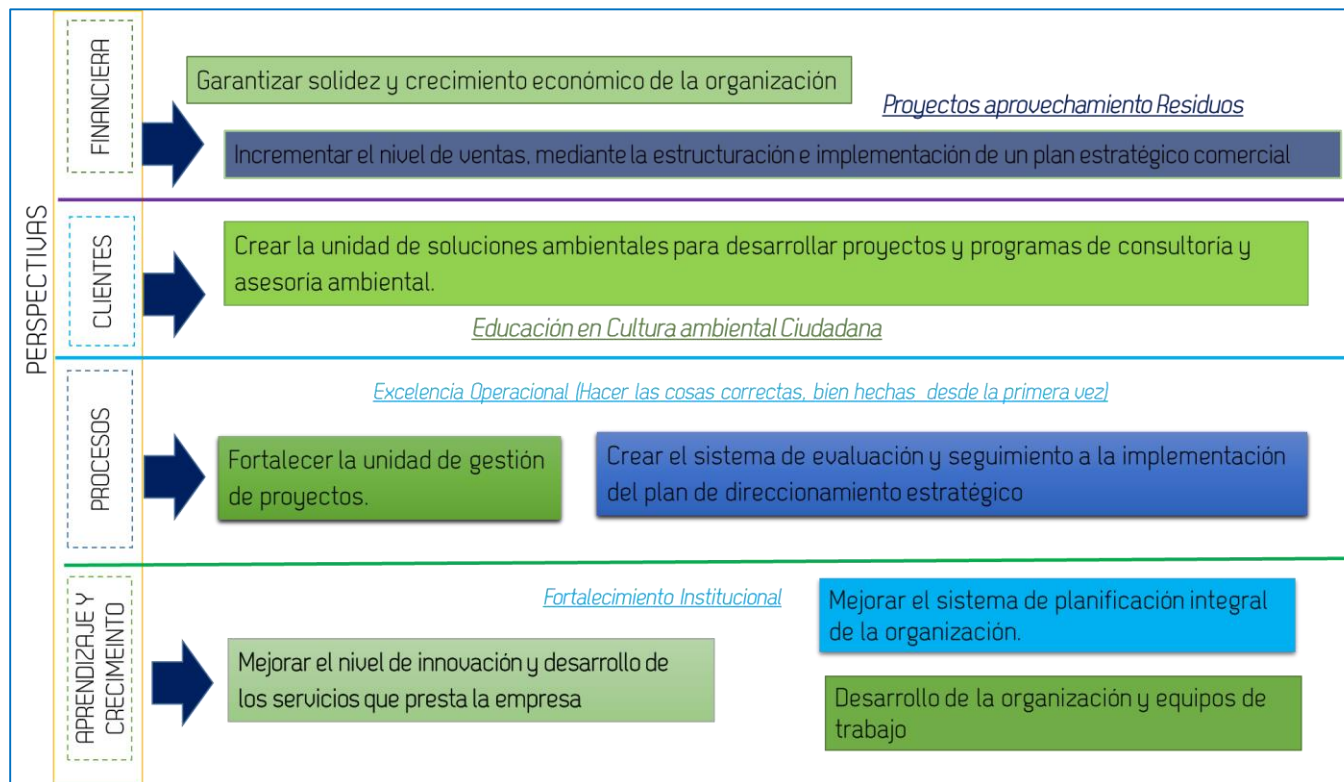 PERSPECTIVAS
FINANCIERA
Garantizar solidez y crecimiento económico de la organización
Proyectos aprovechamiento Residuos
Incrementar el nivel de ventas, mediante la estructuración e implementación de un plan estratégico comercial
CLIENTES
Crear la unidad de soluciones ambientales para desarrollar proyectos y programas de consultoría y
asesoría ambiental.
Educación en Cultura ambiental Ciudadana
PROCESOS
Excelencia Operacional (Hacer las cosas correctas, bien hechas desde la primera vez)
Fortalecer la unidad de gestión
de proyectos.
Crear el sistema de evaluación y seguimiento a la implementación
del plan de direccionamiento estratégico
APRENDIZAJE Y
CRECIMEINTO
Fortalecimiento Institucional
Mejorar el nivel de innovación y desarrollo de
los servicios que presta la empresa
Mejorar el sistema de planificación integral
de la organización.
Desarrollo de la organización y equipos de
trabajo